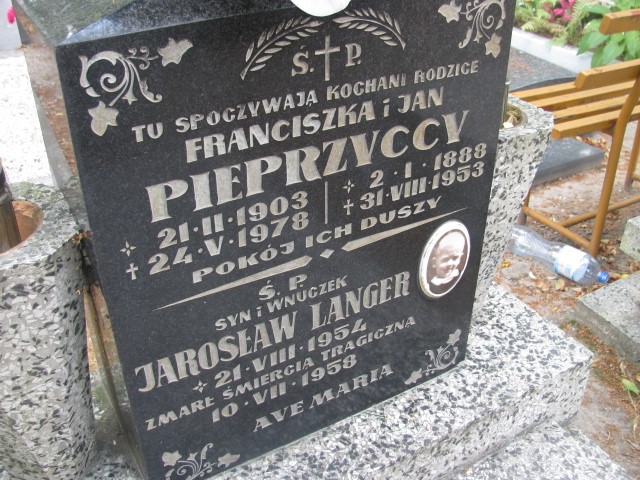 Ś.P.
TU SPOCZYWAJĄ KOCHANI RODZICE
FRANCISZKA i JAN
PIEPRZYCCY
21·II·1903 2·I·1888
24·V·1978 31·VIII·1953
POKÓJ ICH DUSZY
Ś.P.
SYN i WNUCZEK
JAROSŁAW LANGER
21·VIII·1954
ZMARŁ ŚMIERCIĄ TRAGICZNĄ
10·VII·1958
AVE MARIA